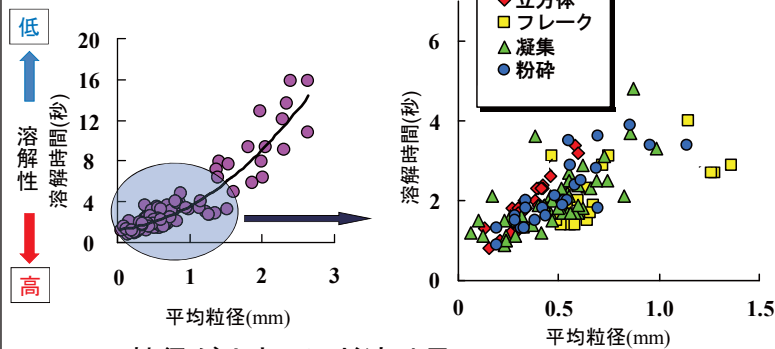 低
溶解性
高
溶解時間(秒)
20
16
12
8
4
0
0
1
2
3
平均粒径(mm)
立方体
フレーク
凝集
粉砕
溶解時間(秒)
6
4
2
0
0
0.5
1.0
1.5
平均粒径(mm)